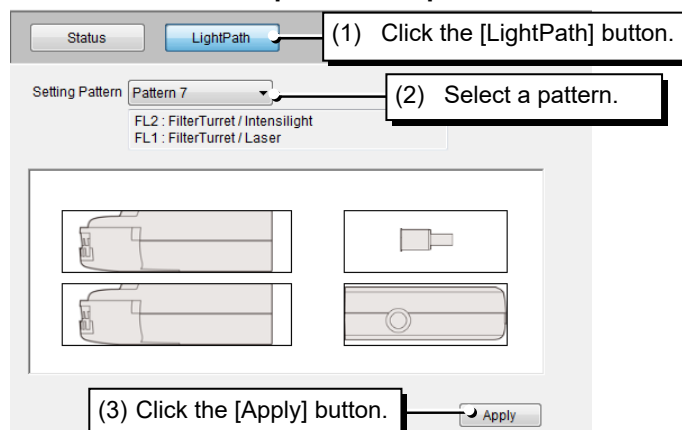 Status LightPath (1) Click the [LightPath] button.
Setting Pattern Pattern 7 (2) Select a pattern.
FL2 : FilterTurret / Intensilight
FL1 : FilterTurret / Laser
(3) Click the [Apply] button. Apply